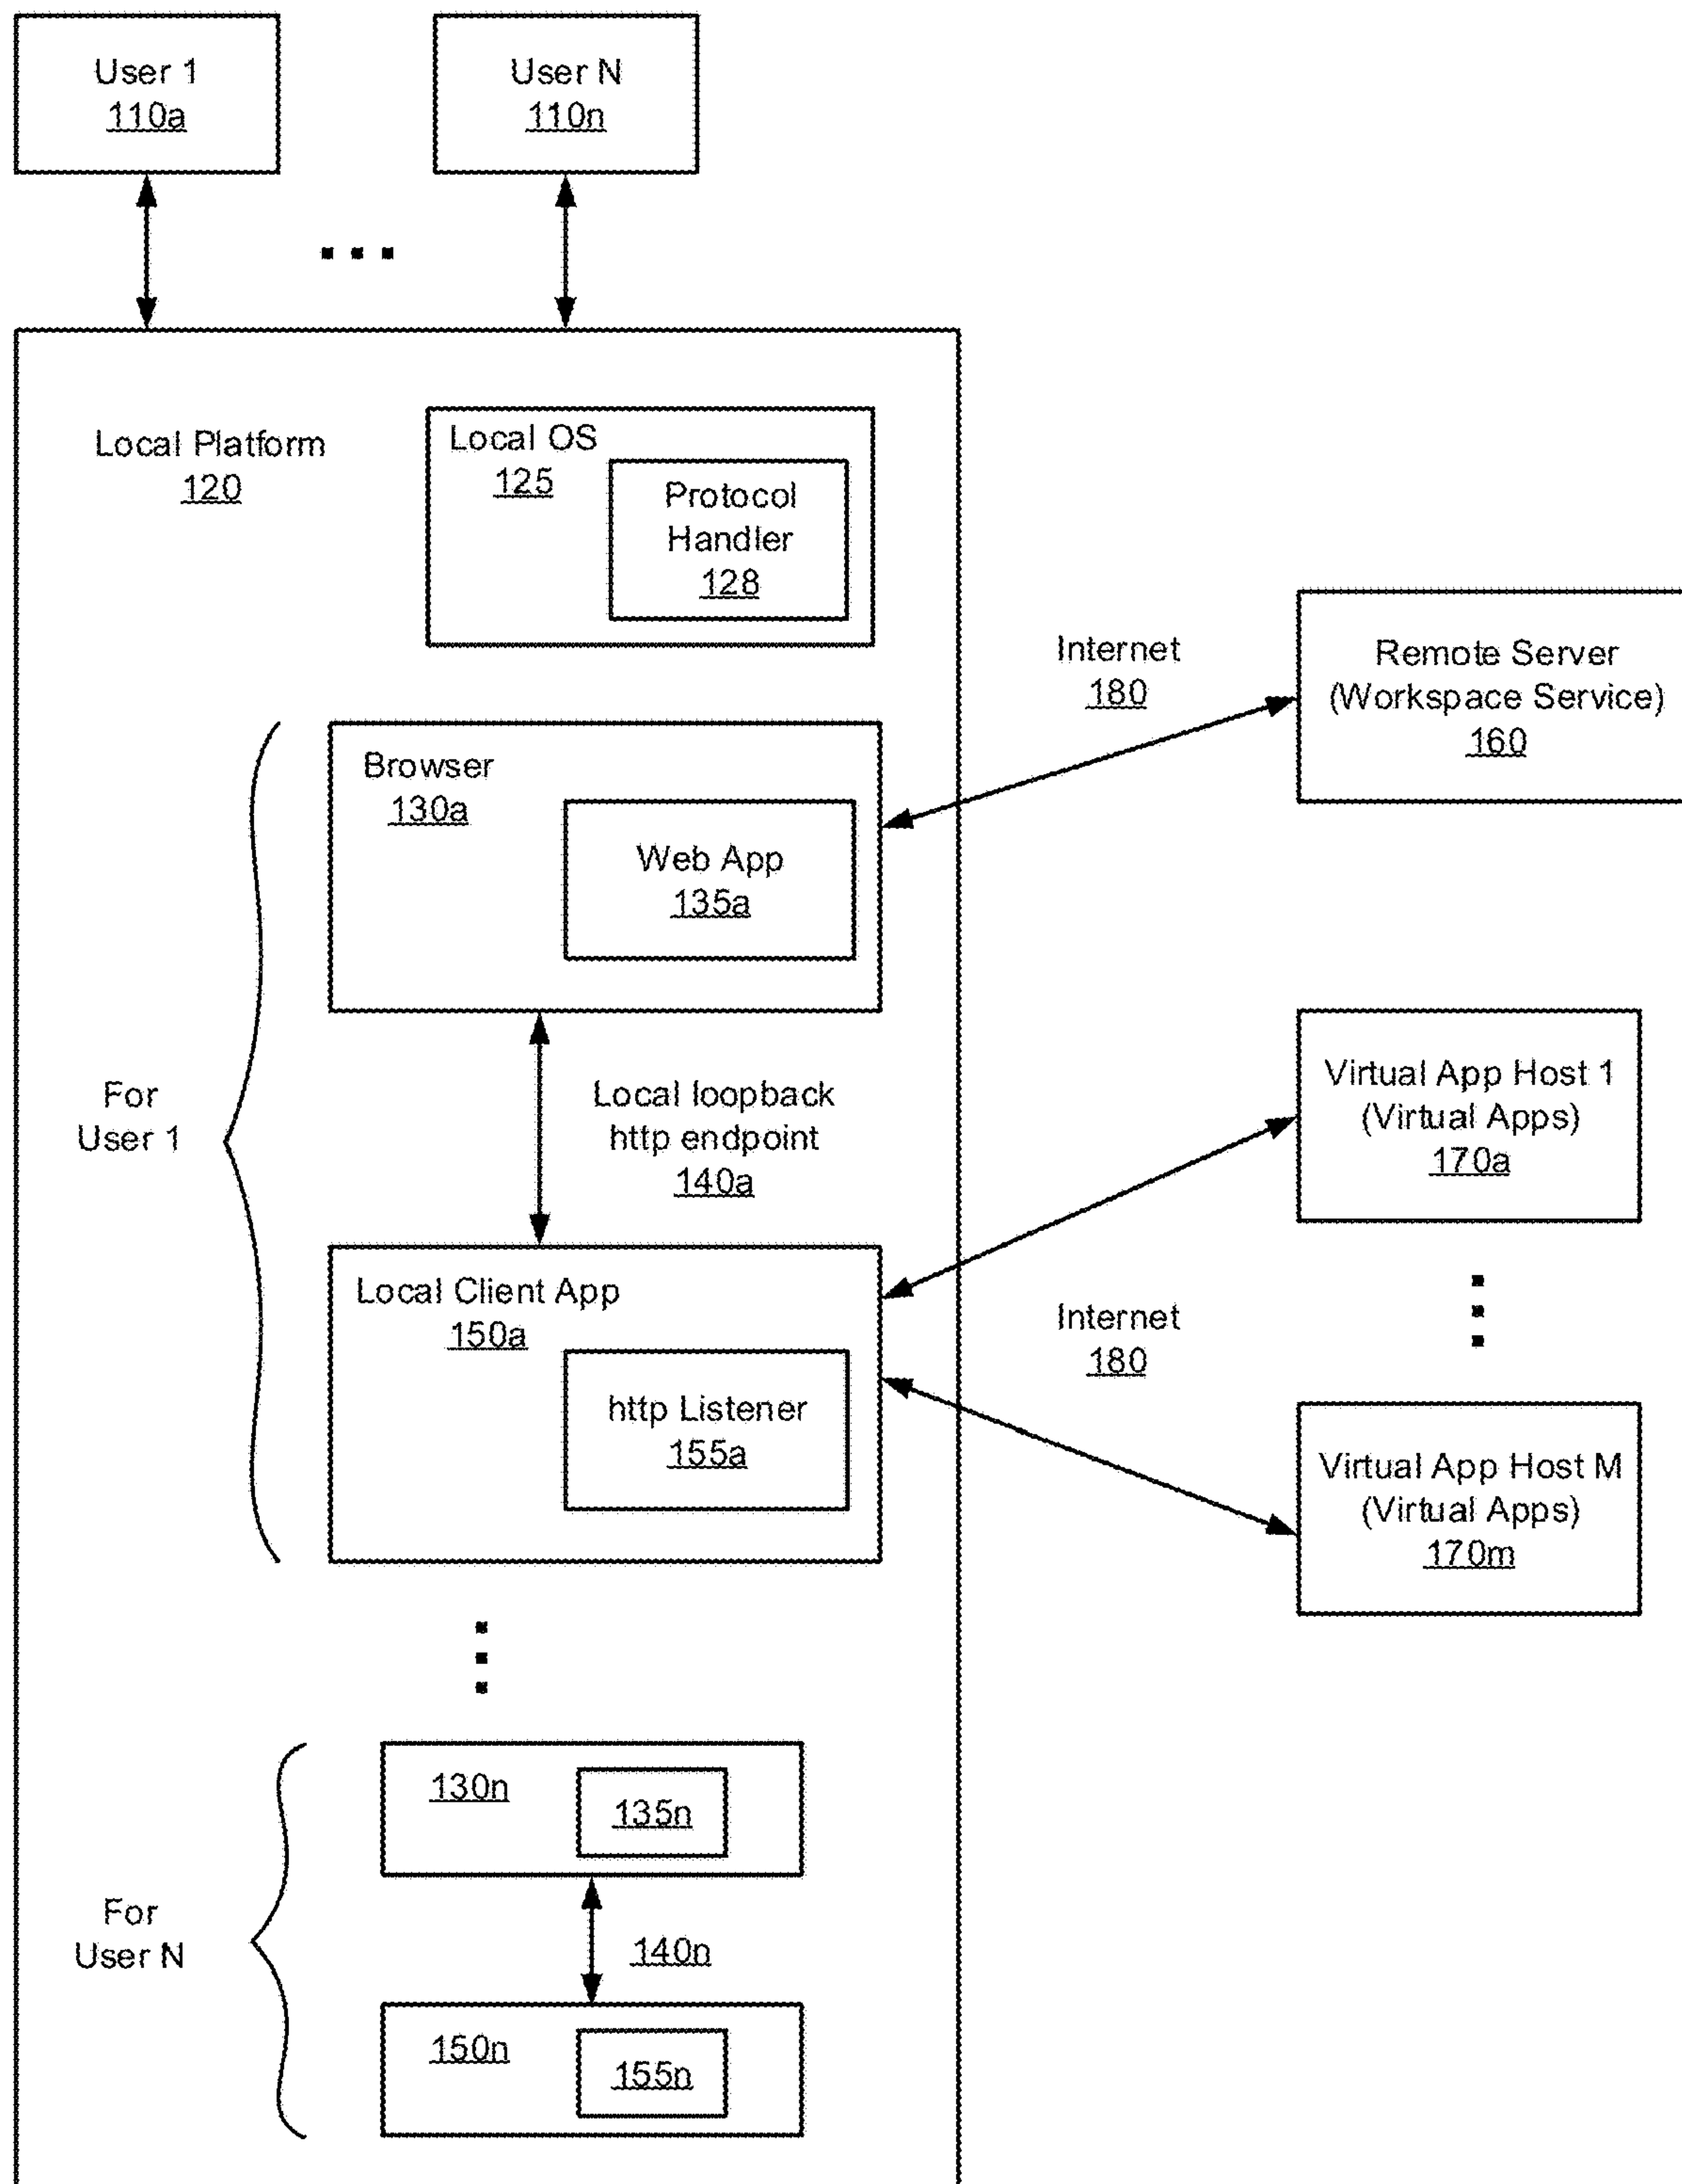 User 1
110a
User N
110n
Local Platform
120
Local OS
125
Protocol
Handler
128
Internet
180
Remote Server
(Workspace Service)
160
Browser
130a
Web App
135a
For
User 1
Local loopback
http endpoint
140a
Virtual App Host 1
(Virtual Apps)
170a
Local Client App
150a
http Listener
155a
Internet
180
Virtual App Host M
(Virtual Apps)
170m
For
User N
130n
135n
140n
150n
155n